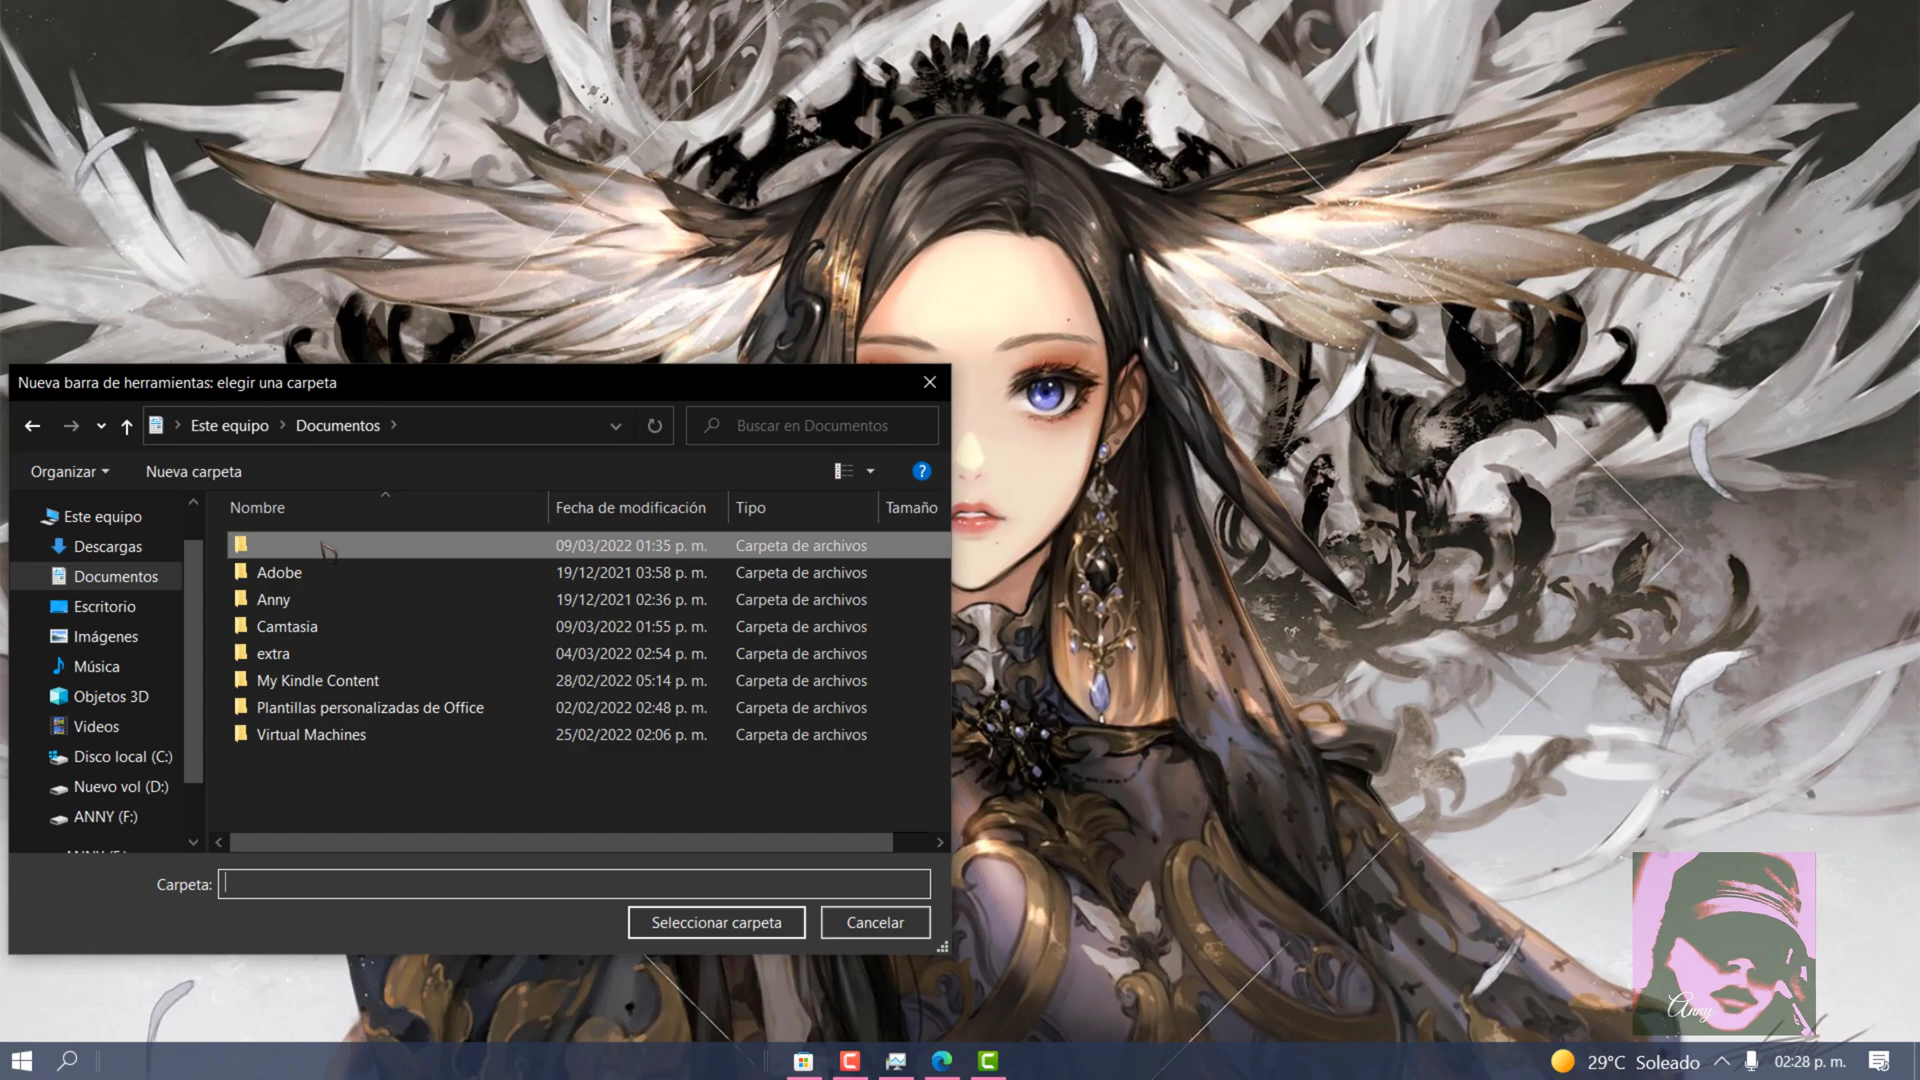 Nueva barra de herramientas: elegir una carpeta
Este equipo Documentos
Buscar en Documentos
Organizar Nueva carpeta
Nombre Fecha de modificación Tipo Tamaño
Este equipo
Descargas
Documentos
Escritorio
Imágenes
Música
Objetos 3D
Videos
Disco local (C:)
Nuevo vol (D:)
ANNY (F:)
09/03/2022 01:35 p. m. Carpeta de archivos
Adobe 19/12/2021 03:58 p. m. Carpeta de archivos
Anny 19/12/2021 02:36 p. m. Carpeta de archivos
Camtasia 09/03/2022 01:55 p. m. Carpeta de archivos
extra 04/03/2022 02:54 p. m. Carpeta de archivos
My Kindle Content 28/02/2022 05:14 p. m. Carpeta de archivos
Plantillas personalizadas de Office 02/02/2022 02:48 p. m. Carpeta de archivos
Virtual Machines 25/02/2022 02:06 p. m. Carpeta de archivos
Carpeta:
Seleccionar carpeta Cancelar
Anny
29°C Soleado 02:28 p. m.